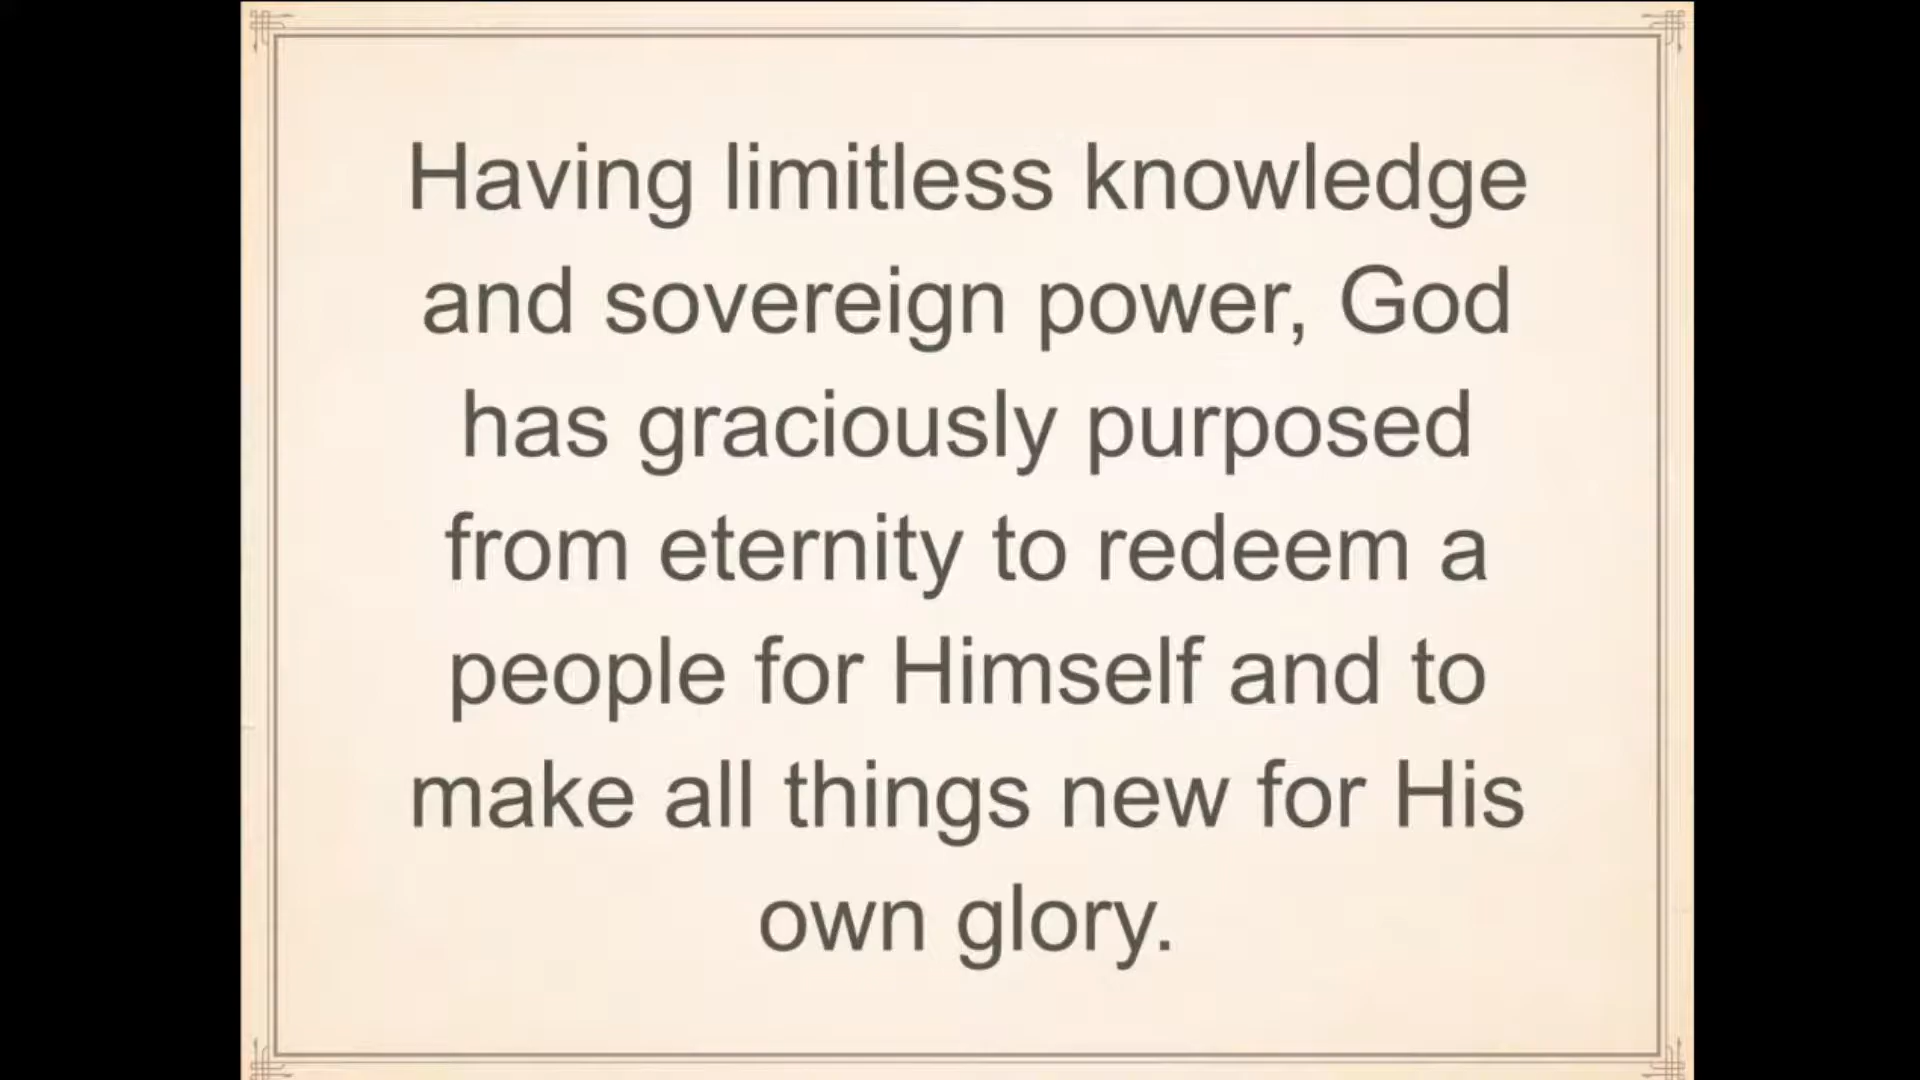 Having limitless knowledge
and sovereign power, God
has graciously purposed
from eternity to redeem a
people for Himself and to
make all things new for His
own glory.